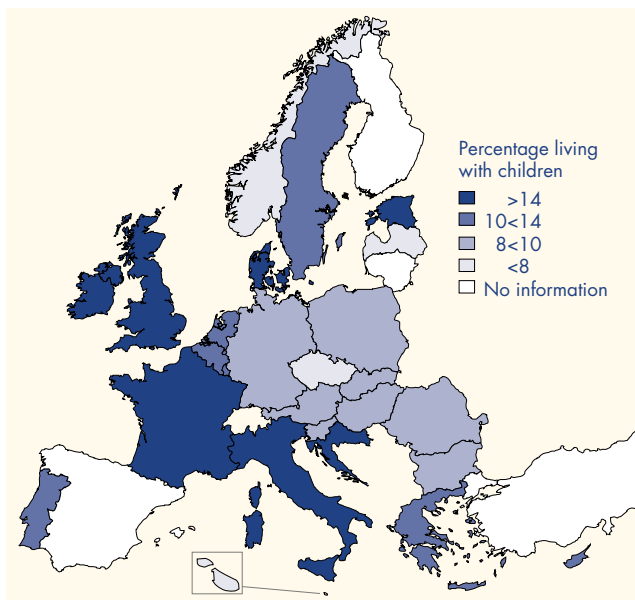 Percentage living
with children
>14
10<14
8<10
<8
No information